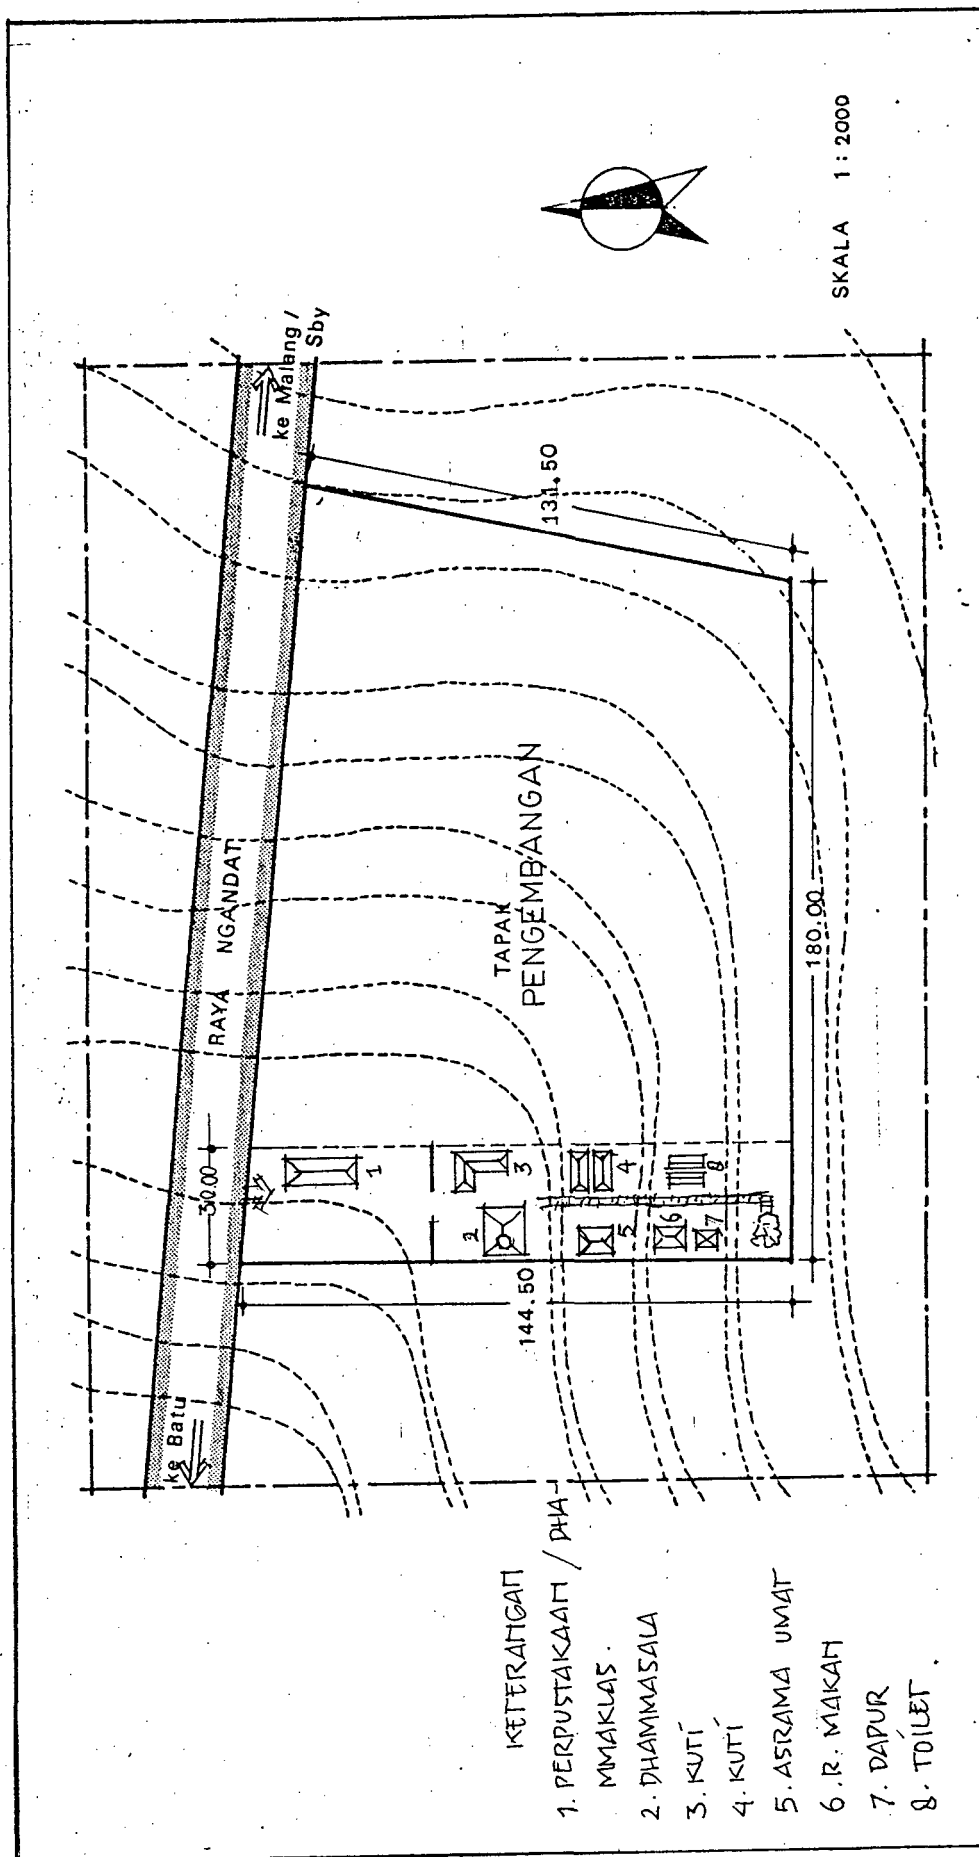 ke Batu
30.00
RAYA NGANDAT
ke Malang /
Sby
1
2
3
4
5
6
7
8
144.50
131.50
TAPAK
PENGEMBANGAN
180.00
SKALA 1 : 2000
KETERANGAN
1. PERPUSTAKAAN / DHA-
MMAKLAS.
2. DHAMMASALA
3. KUTI
4. KUTI
5. ASRAMA UMAT
6. R. MAKAN
7. DAPUR
8. TOILET.